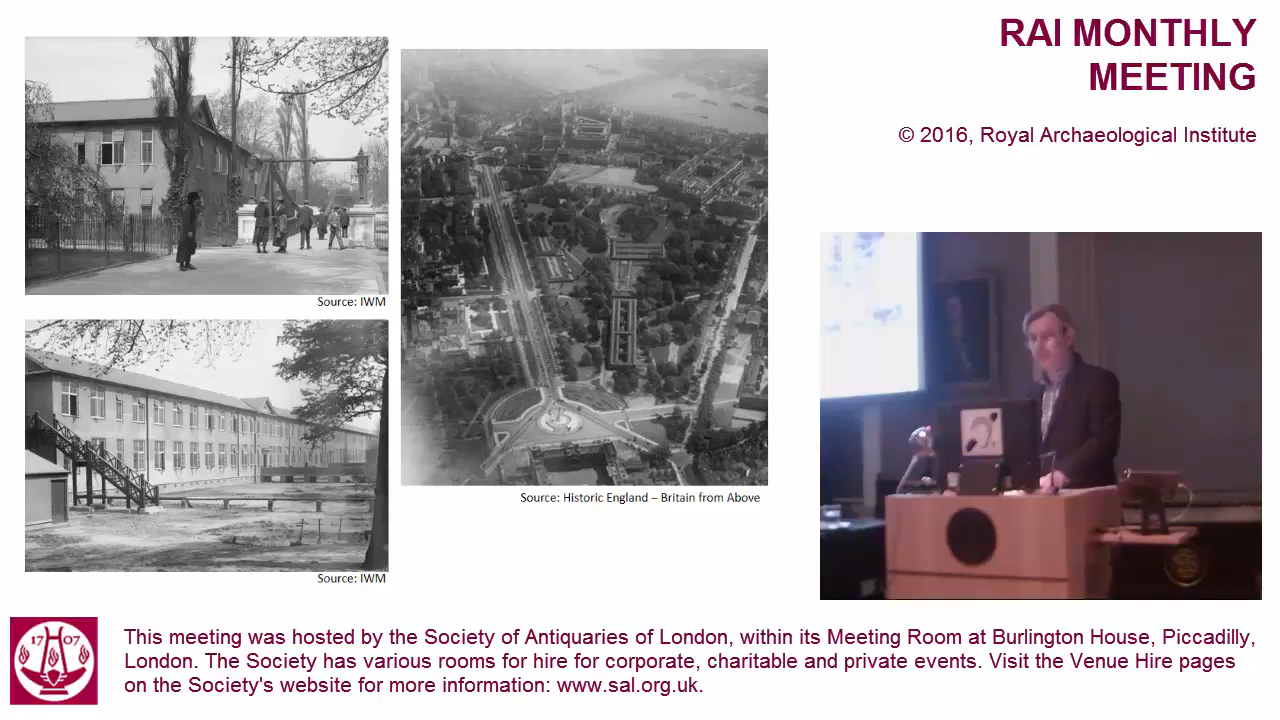 RAI MONTHLY
MEETING
© 2016, Royal Archaeological Institute
Source: IWM
Source: Historic England – Britain from Above
Source: IWM
17 07
This meeting was hosted by the Society of Antiquaries of London, within its Meeting Room at Burlington House, Piccadilly,
London. The Society has various rooms for hire for corporate, charitable and private events. Visit the Venue Hire pages
on the Society's website for more information: www.sal.org.uk.